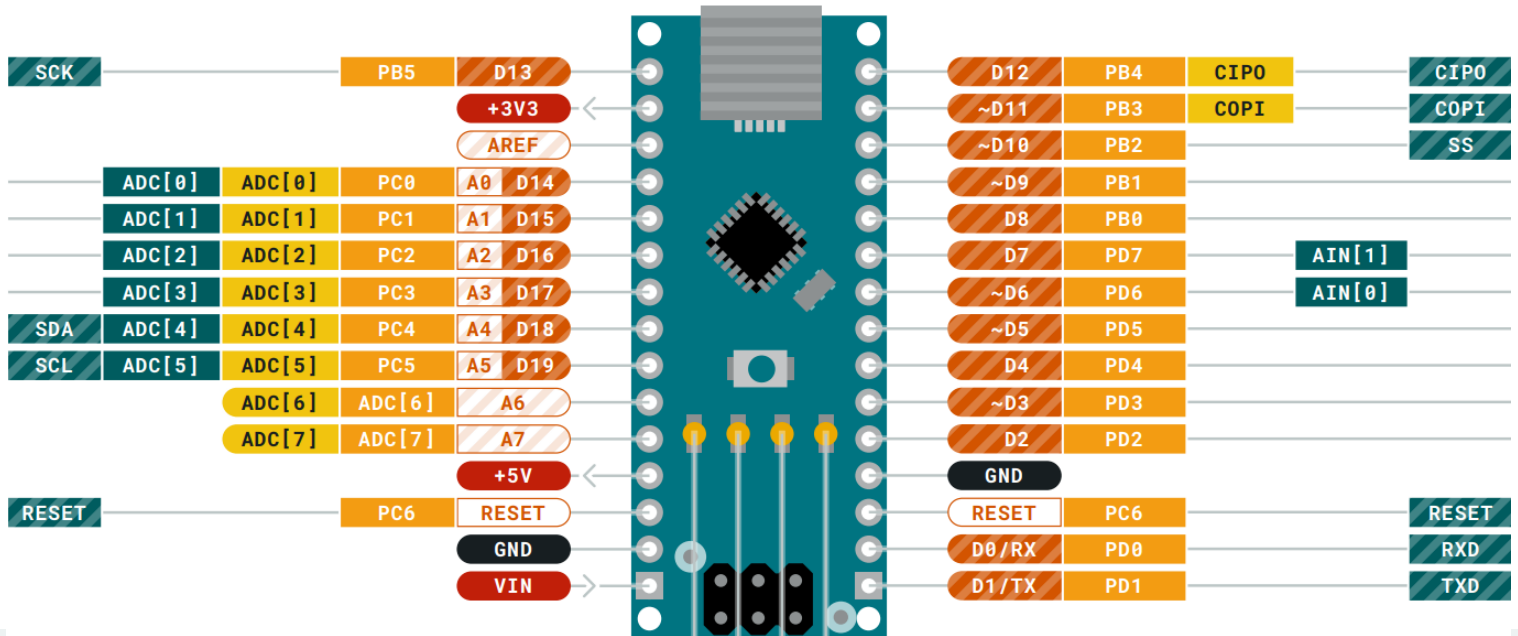 SCK PB5 D13 D12 PB4 CIPO CIPO
+3V3 ~D11 PB3 COPI COPI
AREF ~D10 PB2 SS
ADC[0] ADC[0] PC0 A0 D14 ~D9 PB1
ADC[1] ADC[1] PC1 A1 D15 D8 PB0
ADC[2] ADC[2] PC2 A2 D16 D7 PD7 AIN[1]
ADC[3] ADC[3] PC3 A3 D17 ~D6 PD6 AIN[0]
SDA ADC[4] ADC[4] PC4 A4 D18 ~D5 PD5
SCL ADC[5] ADC[5] PC5 A5 D19 D4 PD4
ADC[6] ADC[6] A6 ~D3 PD3
ADC[7] ADC[7] A7 D2 PD2
+5V GND
RESET PC6 RESET RESET PC6 RESET
GND D0/RX PD0 RXD
VIN D1/TX PD1 TXD